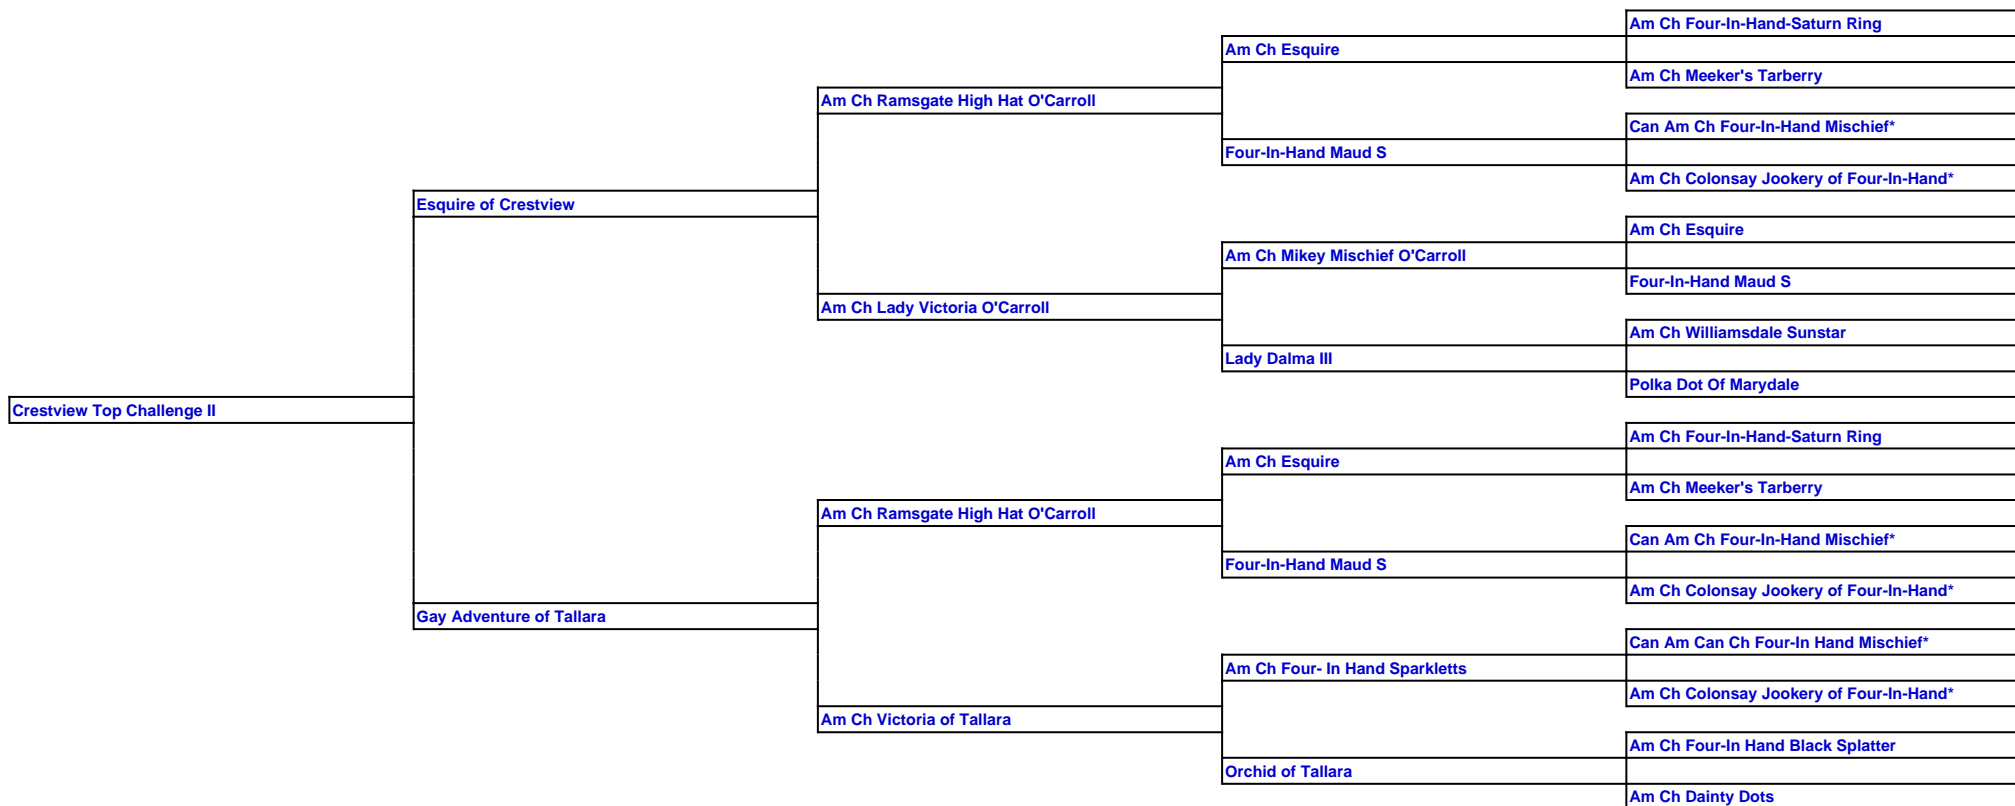 Am Ch Four-In-Hand-Saturn Ring
Am Ch Esquire
Am Ch Meeker's Tarberry
Am Ch Ramsgate High Hat O'Carroll
Can Am Ch Four-In-Hand Mischief*
Four-In-Hand Maud S
Am Ch Colonsay Jookery of Four-In-Hand*
Esquire of Crestview
Am Ch Esquire
Am Ch Mikey Mischief O'Carroll
Four-In-Hand Maud S
Am Ch Lady Victoria O'Carroll
Am Ch Williamsdale Sunstar
Lady Dalma III
Polka Dot Of Marydale
Crestview Top Challenge II
Am Ch Four-In-Hand-Saturn Ring
Am Ch Esquire
Am Ch Meeker's Tarberry
Am Ch Ramsgate High Hat O'Carroll
Can Am Ch Four-In-Hand Mischief*
Four-In-Hand Maud S
Am Ch Colonsay Jookery of Four-In-Hand*
Gay Adventure of Tallara
Can Am Can Ch Four-In Hand Mischief*
Am Ch Four- In Hand Sparkletts
Am Ch Colonsay Jookery of Four-In-Hand*
Am Ch Victoria of Tallara
Am Ch Four-In Hand Black Splatter
Orchid of Tallara
Am Ch Dainty Dots